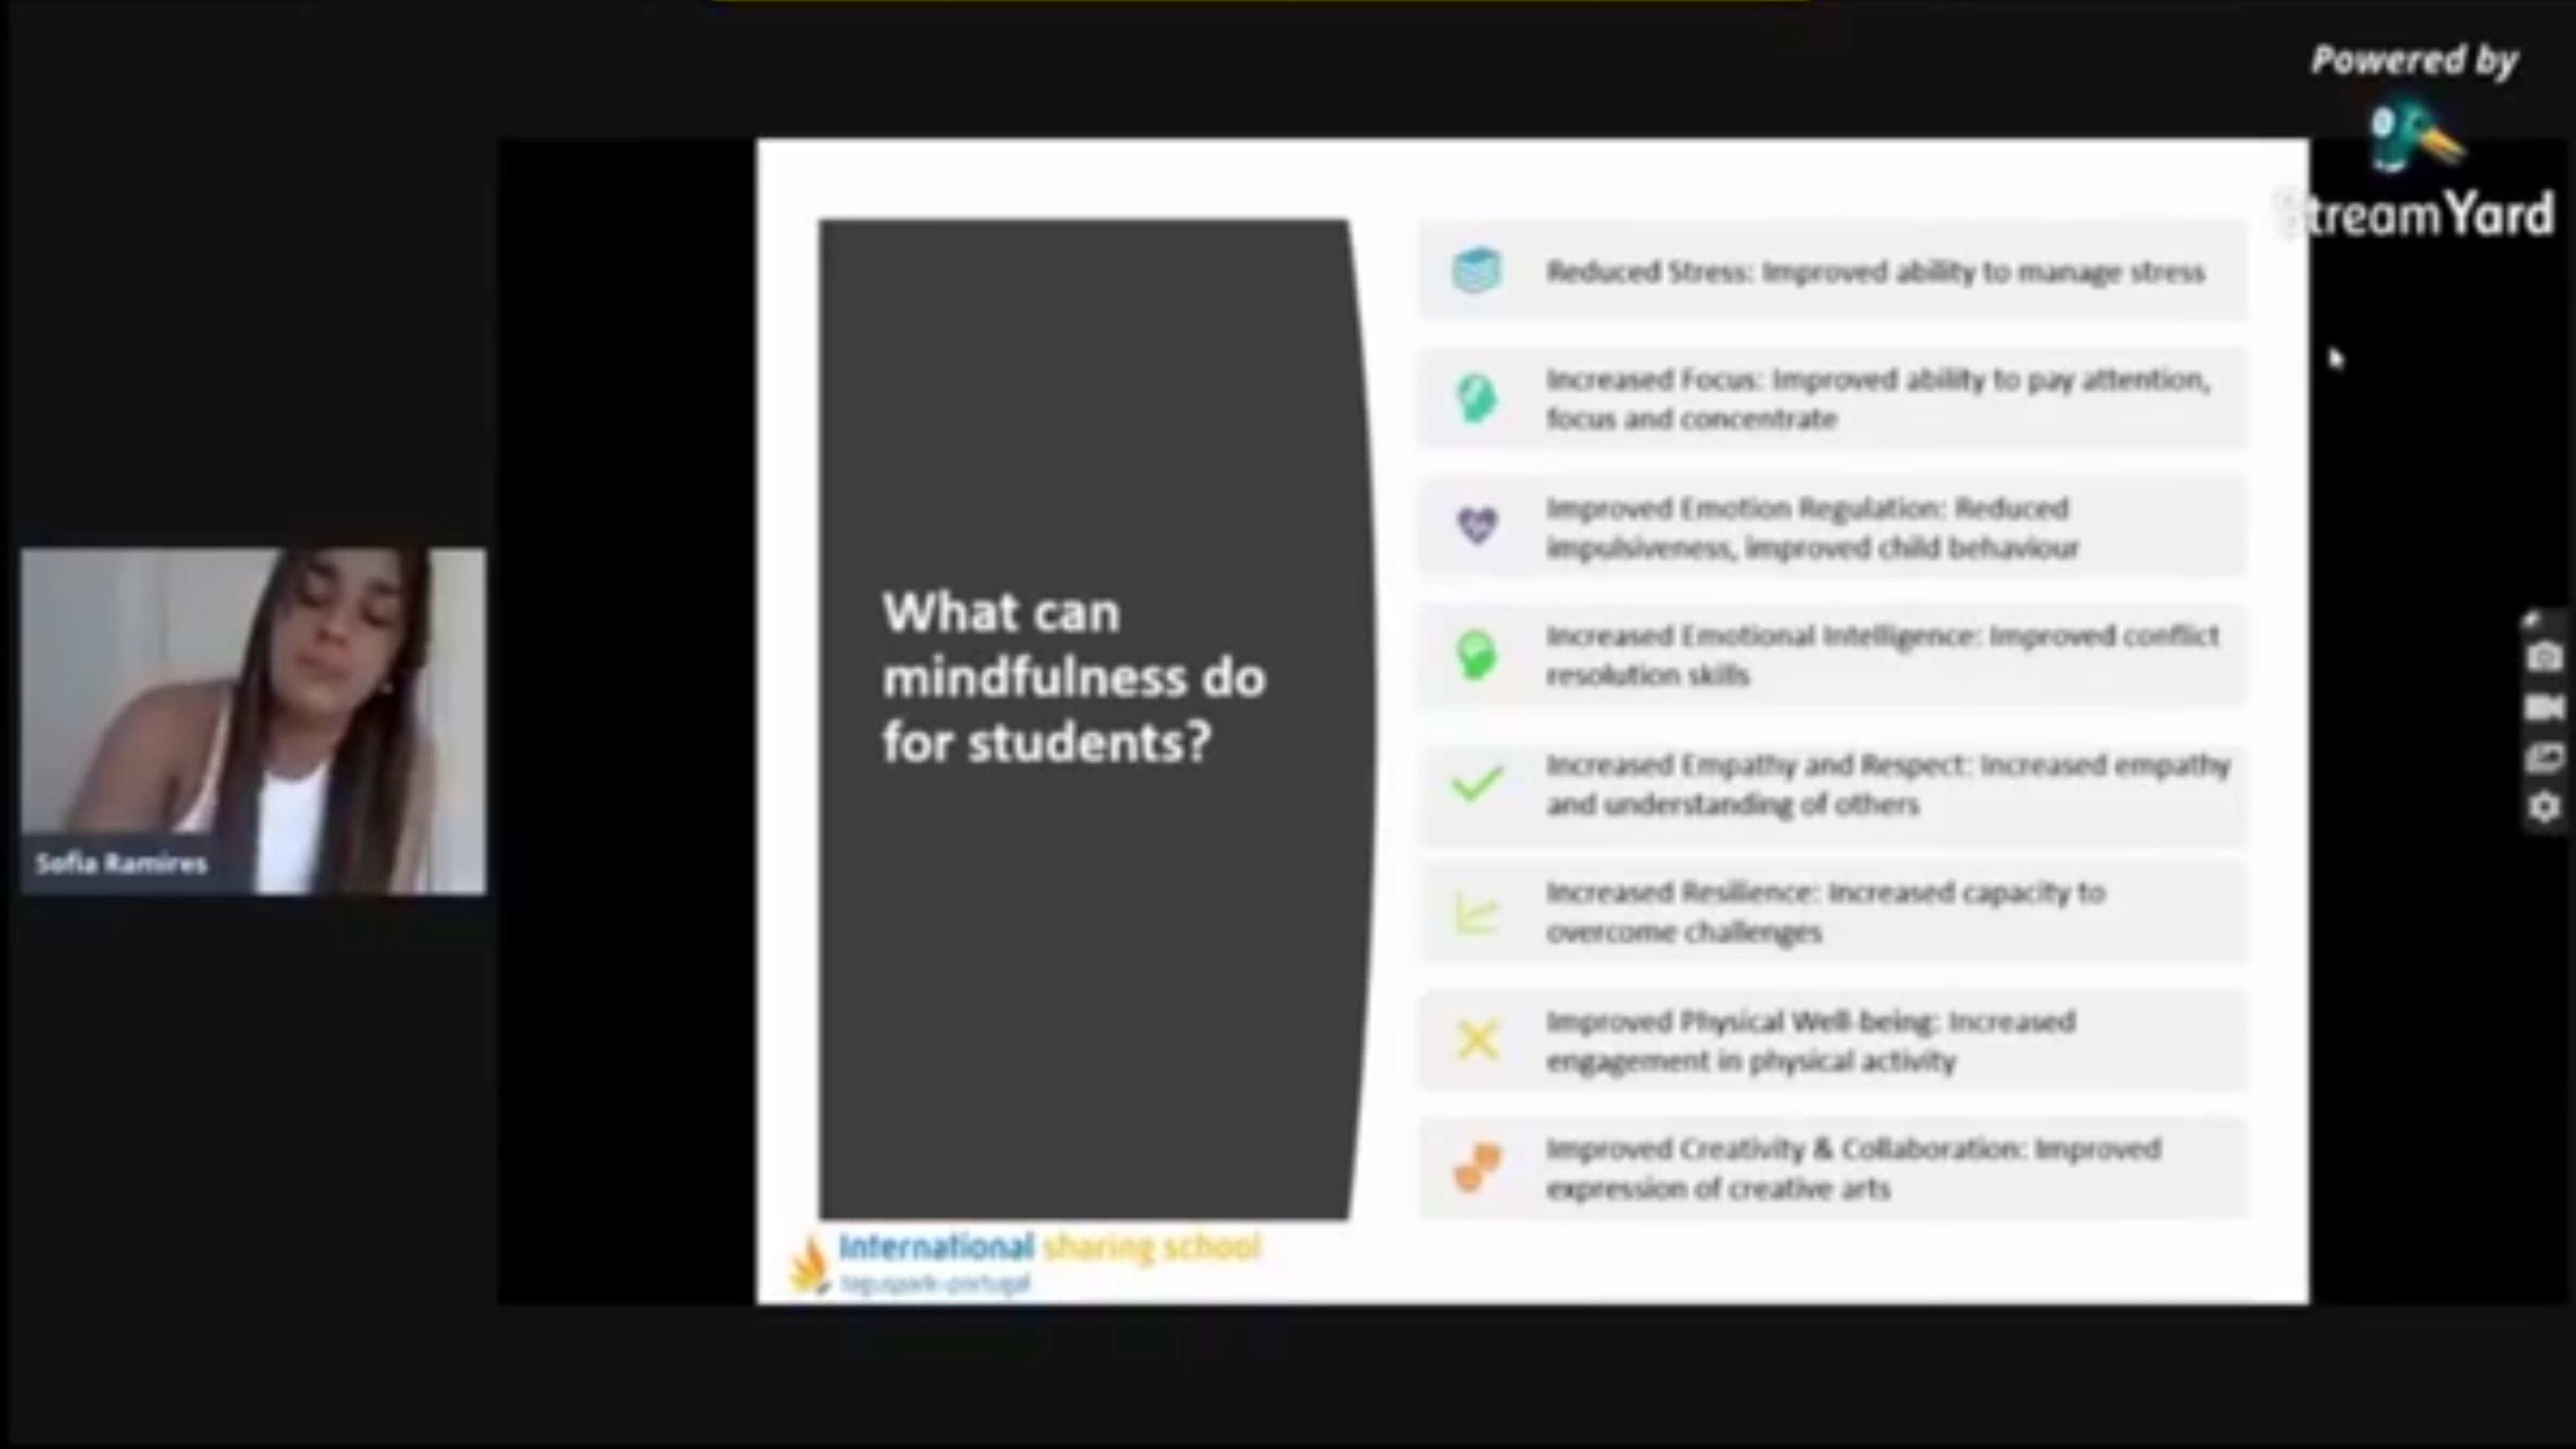 Powered by
StreamYard
What can
mindfulness do
for students?
Reduced Stress: Improved ability to manage stress
Increased Focus: Improved ability to pay attention,
focus and concentrate
Improved Emotion Regulation: Reduced
impulsiveness, improved child behaviour
Increased Emotional Intelligence: Improved conflict
resolution skills
Increased Empathy and Respect: Increased empathy
and understanding of others
Increased Resilience: Increased capacity to
overcome challenges
Improved Physical Well-being: Increased
engagement in physical activity
Improved Creativity & Collaboration: Improved
expression of creative arts
Sofia Ramires
International sharing school
taguspark-portugal